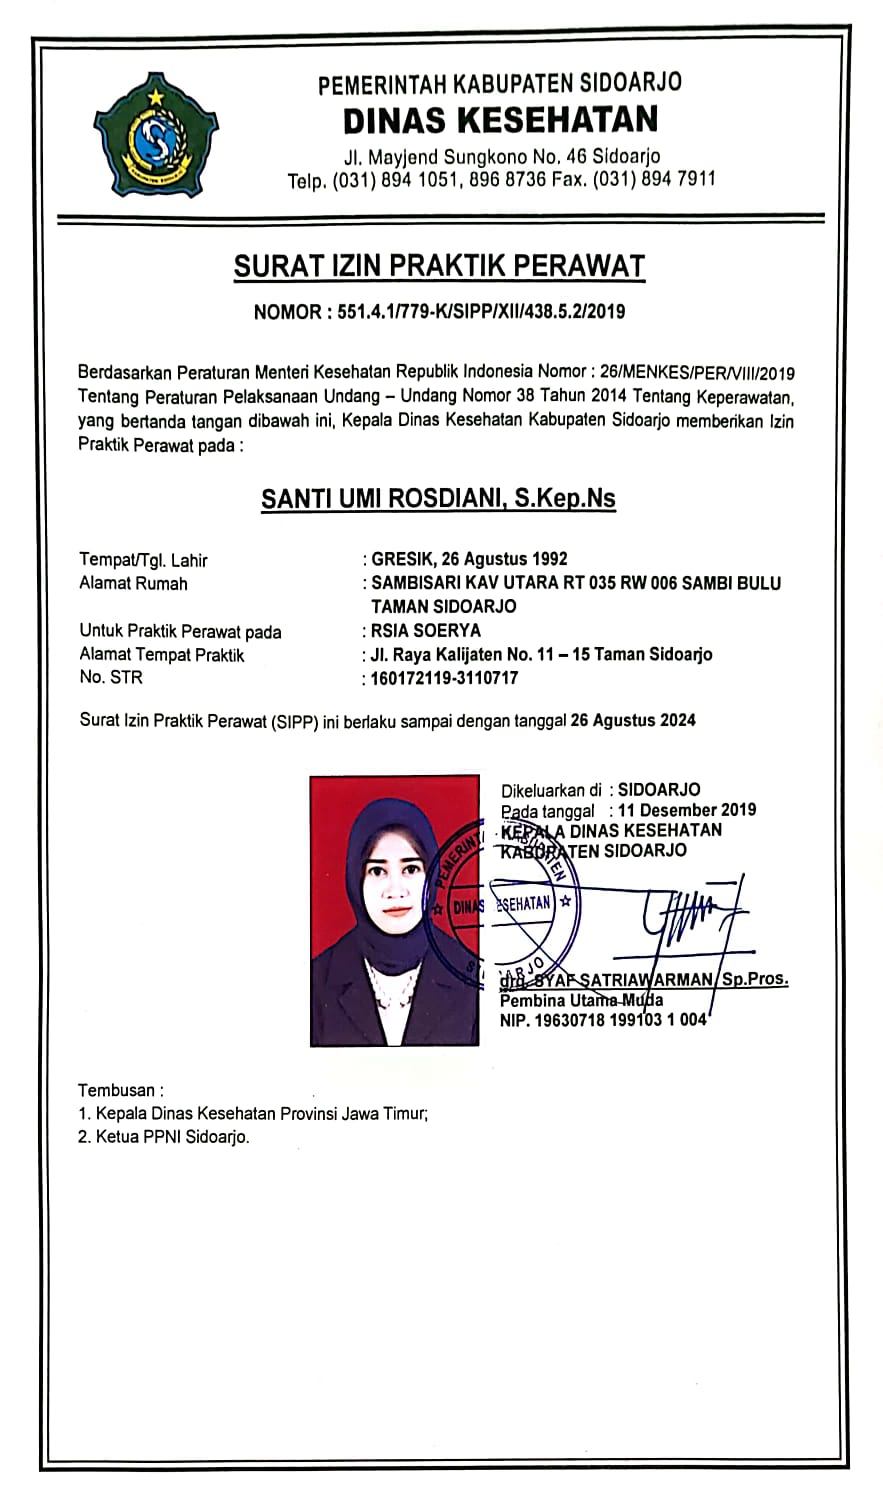 PEMERINTAH KABUPATEN SIDOARJO
DINAS KESEHATAN
Jl. Mayjend Sungkono No. 46 Sidoarjo
Telp. (031) 894 1051, 896 8736 Fax. (031) 894 7911
SURAT IZIN PRAKTIK PERAWAT
NOMOR : 551.4.1/779-K/SIPP/XII/438.5.2/2019
Berdasarkan Peraturan Menteri Kesehatan Republik Indonesia Nomor : 26/MENKES/PER/VIII/2019
Tentang Peraturan Pelaksanaan Undang – Undang Nomor 38 Tahun 2014 Tentang Keperawatan,
yang bertanda tangan dibawah ini, Kepala Dinas Kesehatan Kabupaten Sidoarjo memberikan Izin
Praktik Perawat pada :
SANTI UMI ROSDIANI, S.Kep.Ns
Tempat/Tgl. Lahir : GRESIK, 26 Agustus 1992
Alamat Rumah : SAMBISARI KAV UTARA RT 035 RW 006 SAMBI BULU
TAMAN SIDOARJO
Untuk Praktik Perawat pada : RSIA SOERYA
Alamat Tempat Praktik : Jl. Raya Kalijaten No. 11 – 15 Taman Sidoarjo
No. STR : 160172119-3110717
Surat Izin Praktik Perawat (SIPP) ini berlaku sampai dengan tanggal 26 Agustus 2024
Dikeluarkan di : SIDOARJO
Pada tanggal : 11 Desember 2019
KEPALA DINAS KESEHATAN
KABUPATEN SIDOARJO
DINAS KESEHATAN
drg. SYAF SATRIAWARMAN, Sp.Pros.
Pembina Utama Muda
NIP. 19630718 199103 1 004
Tembusan :
1. Kepala Dinas Kesehatan Provinsi Jawa Timur;
2. Ketua PPNI Sidoarjo.